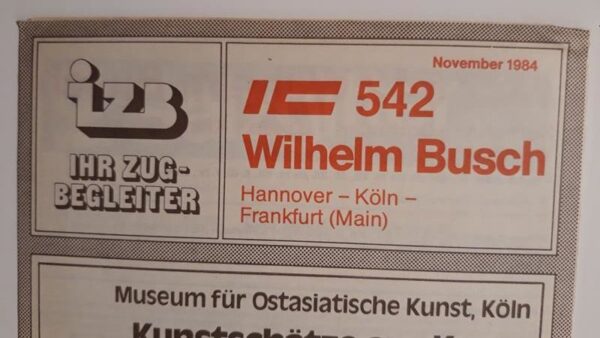 izb
IHR ZUG-
BEGLEITER
November 1984
IC 542
Wilhelm Busch
Hannover – Köln –
Frankfurt (Main)
Museum für Ostasiatische Kunst, Köln